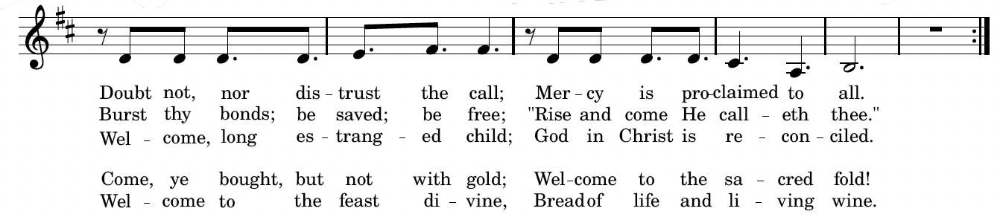 Doubt not, nor dis – trust the call; Mer – cy is pro–claimed to all.
Burst thy bonds; be saved; be free; "Rise and come He call – eth thee."
Wel – come, long es – trang – ed child; God in Christ is re – con – ciled.
Come, ye bought, but not with gold; Wel–come to the sa – cred fold!
Wel – come to the feast di – vine, Bread of life and li – ving wine.